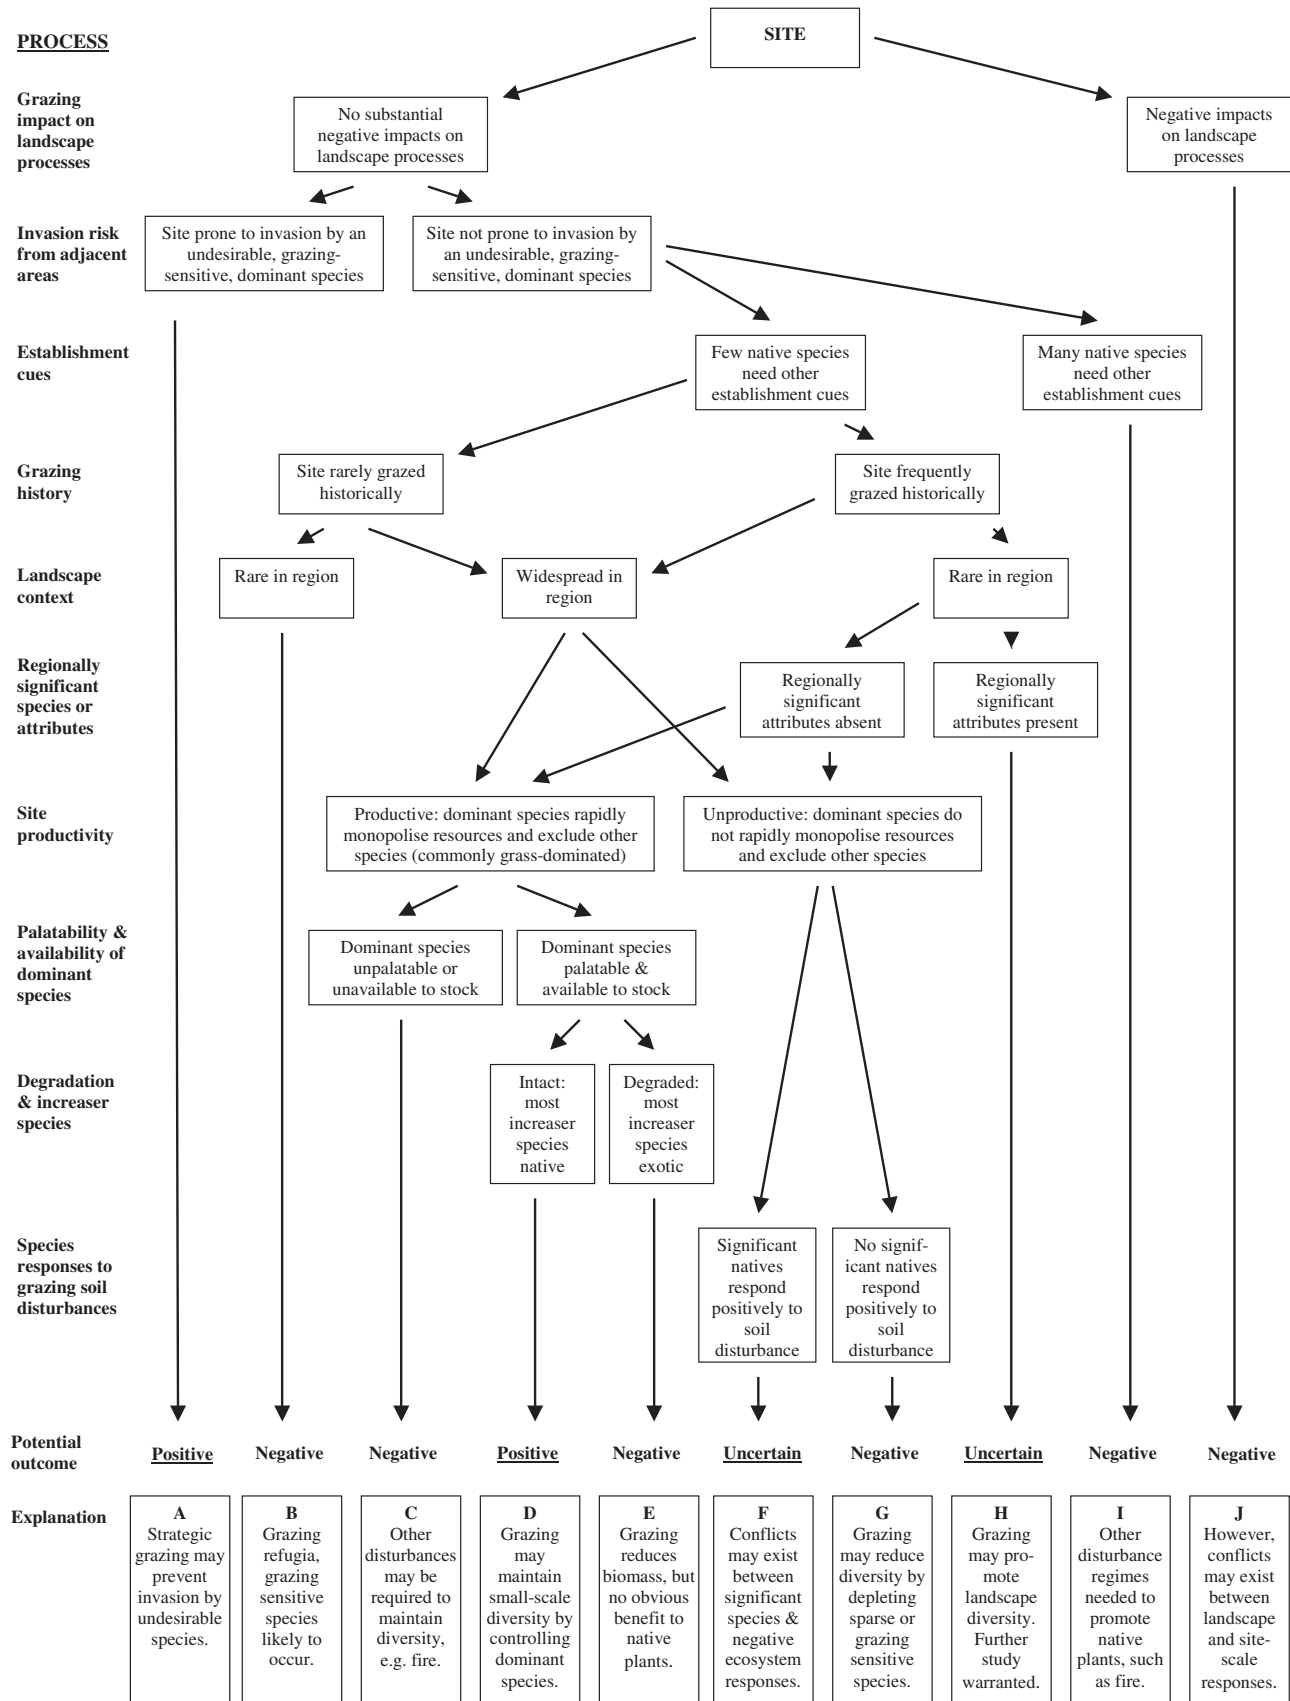 PROCESS
SITE
Grazing
impact on
landscape
processes
No substantial
negative impacts on
landscape processes
Negative impacts
on landscape
processes
Invasion risk
from adjacent
areas
Site prone to invasion by an
undesirable, grazing-
sensitive, dominant species
Site not prone to invasion by
an undesirable, grazing-
sensitive, dominant species
Establishment
cues
Few native species
need other
establishment cues
Many native species
need other
establishment cues
Grazing
history
Site rarely grazed
historically
Site frequently
grazed historically
Landscape
context
Rare in region
Widespread in
region
Rare in region
Regionally
significant
species or
attributes
Regionally
significant
attributes absent
Regionally
significant
attributes present
Site
productivity
Productive: dominant species rapidly
monopolise resources and exclude other
species (commonly grass-dominated)
Unproductive: dominant species do
not rapidly monopolise resources
and exclude other species
Palatability &
availability of
dominant
species
Dominant species
unpalatable or
unavailable to stock
Dominant species
palatable &
available to stock
Degradation
& increaser
species
Intact:
most
increaser
species
native
Degraded:
most
increaser
species
exotic
Species
responses to
grazing soil
disturbances
Significant
natives
respond
positively to
soil
disturbance
No signif-
icant natives
respond
positively to
soil
disturbance
Potential
outcome
Positive
Negative
Negative
Positive
Negative
Uncertain
Negative
Uncertain
Negative
Negative
Explanation
A
Strategic
grazing may
prevent
invasion by
undesirable
species.
B
Grazing
refugia,
grazing
sensitive
species
likely to
occur.
C
Other
disturbances
may be
required to
maintain
diversity,
e.g. fire.
D
Grazing
may
maintain
small-scale
diversity by
controlling
dominant
species.
E
Grazing
reduces
biomass, but
no obvious
benefit to
native
plants.
F
Conflicts
may exist
between
significant
species &
negative
ecosystem
responses.
G
Grazing
may reduce
diversity by
depleting
sparse or
grazing
sensitive
species.
H
Grazing
may pro-
mote
landscape
diversity.
Further
study
warranted.
I
Other
disturbance
regimes
needed to
promote
native
plants, such
as fire.
J
However,
conflicts
may exist
between
landscape
and site-
scale
responses.